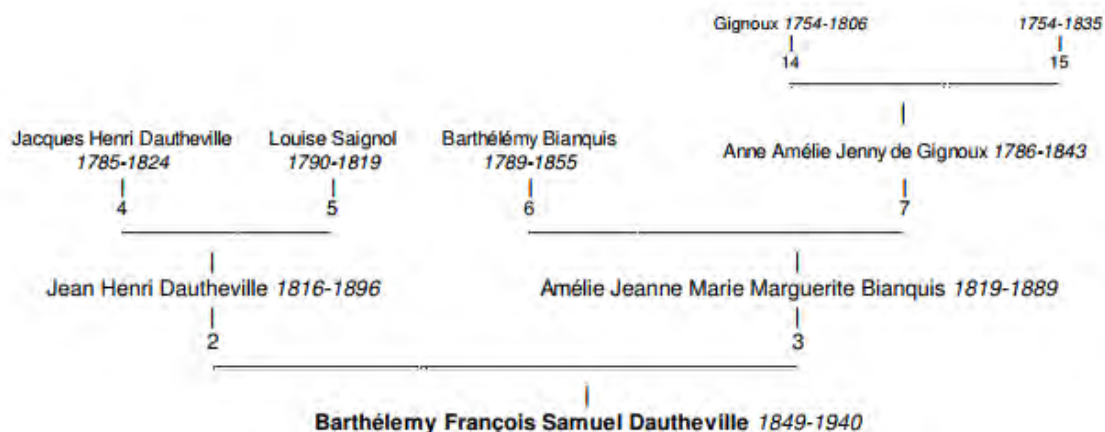 Gignoux 1754-1806 1754-1835
14 15
Jacques Henri Dautheville Louise Saignol Barthélémy Bianquis Anne Amélie Jenny de Gignoux 1786-1843
1785-1824 1790-1819 1789-1855
4 5 6 7
Jean Henri Dautheville 1816-1896 Amélie Jeanne Marie Marguerite Bianquis 1819-1889
2 3
Barthélemy François Samuel Dautheville 1849-1940